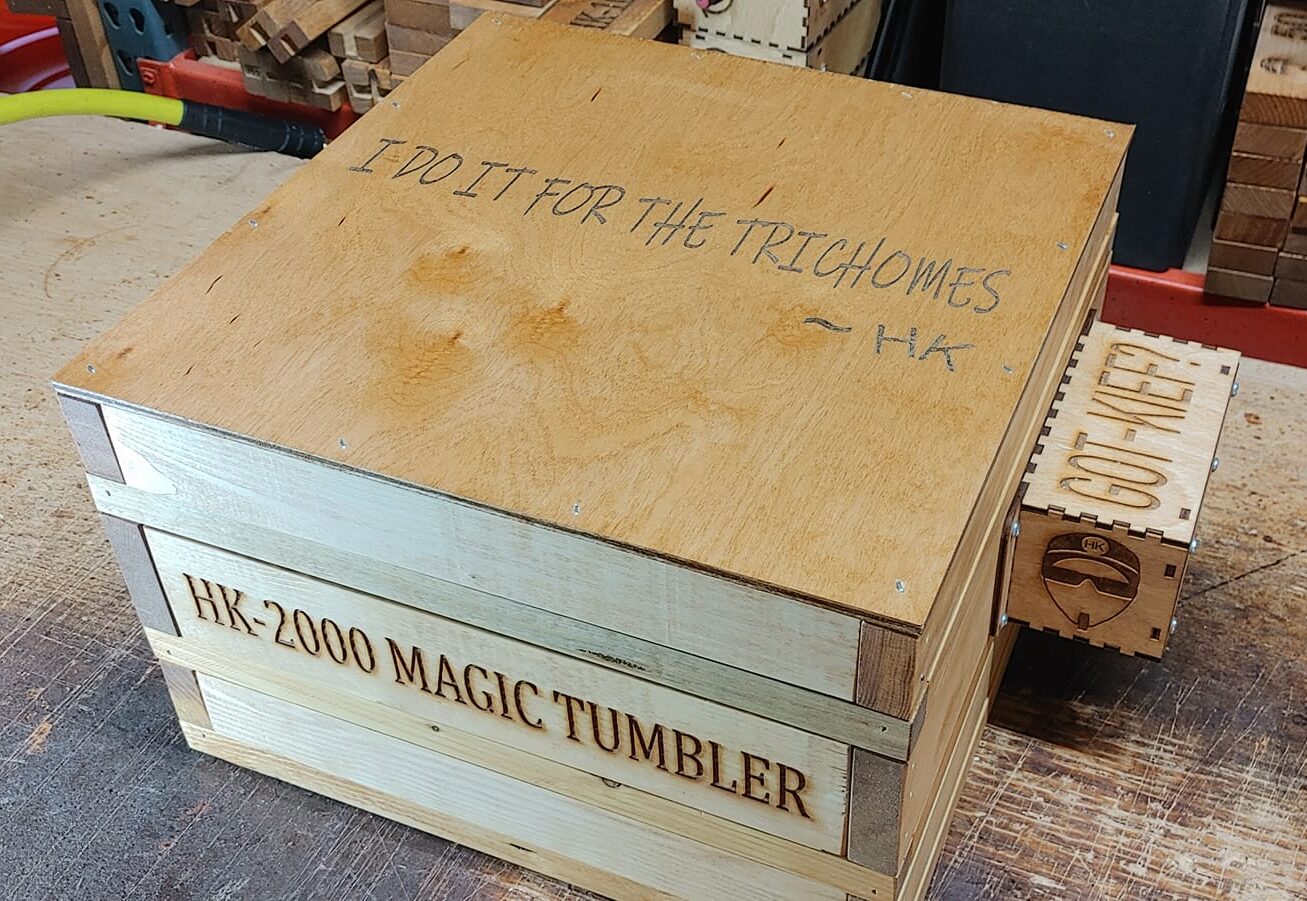 I DO IT FOR THE TRICHOMES
~ HK
GOT-KIEF?
HK
HK-2000 MAGIC TUMBLER